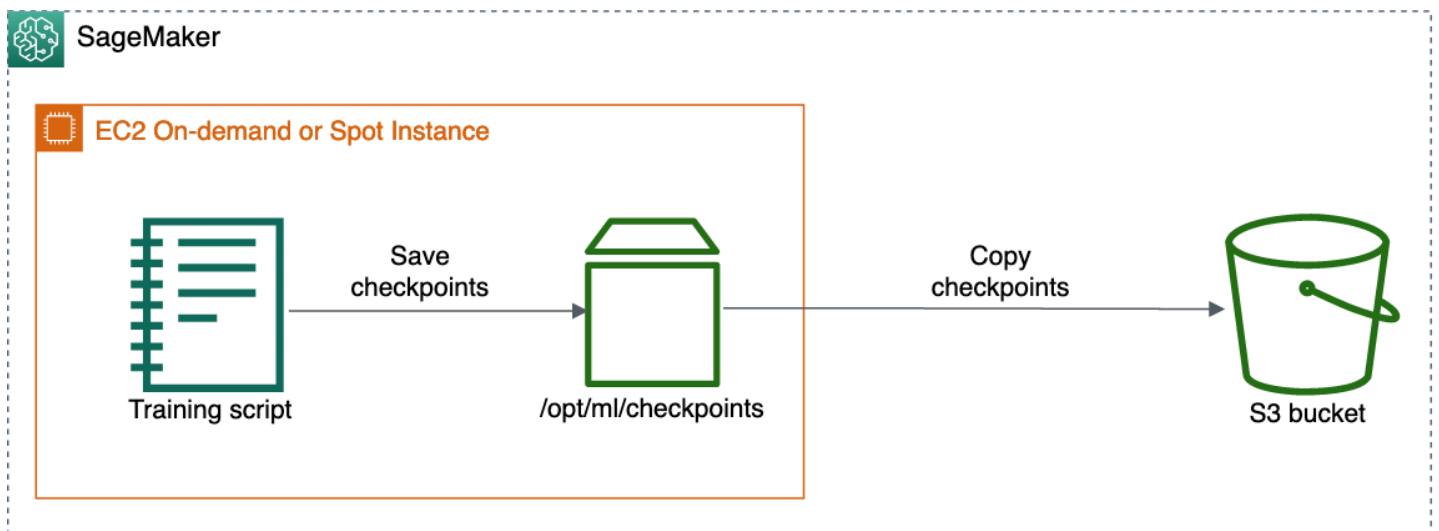 SageMaker
EC2 On-demand or Spot Instance
Save
checkpoints
Copy
checkpoints
Training script
/opt/ml/checkpoints
S3 bucket